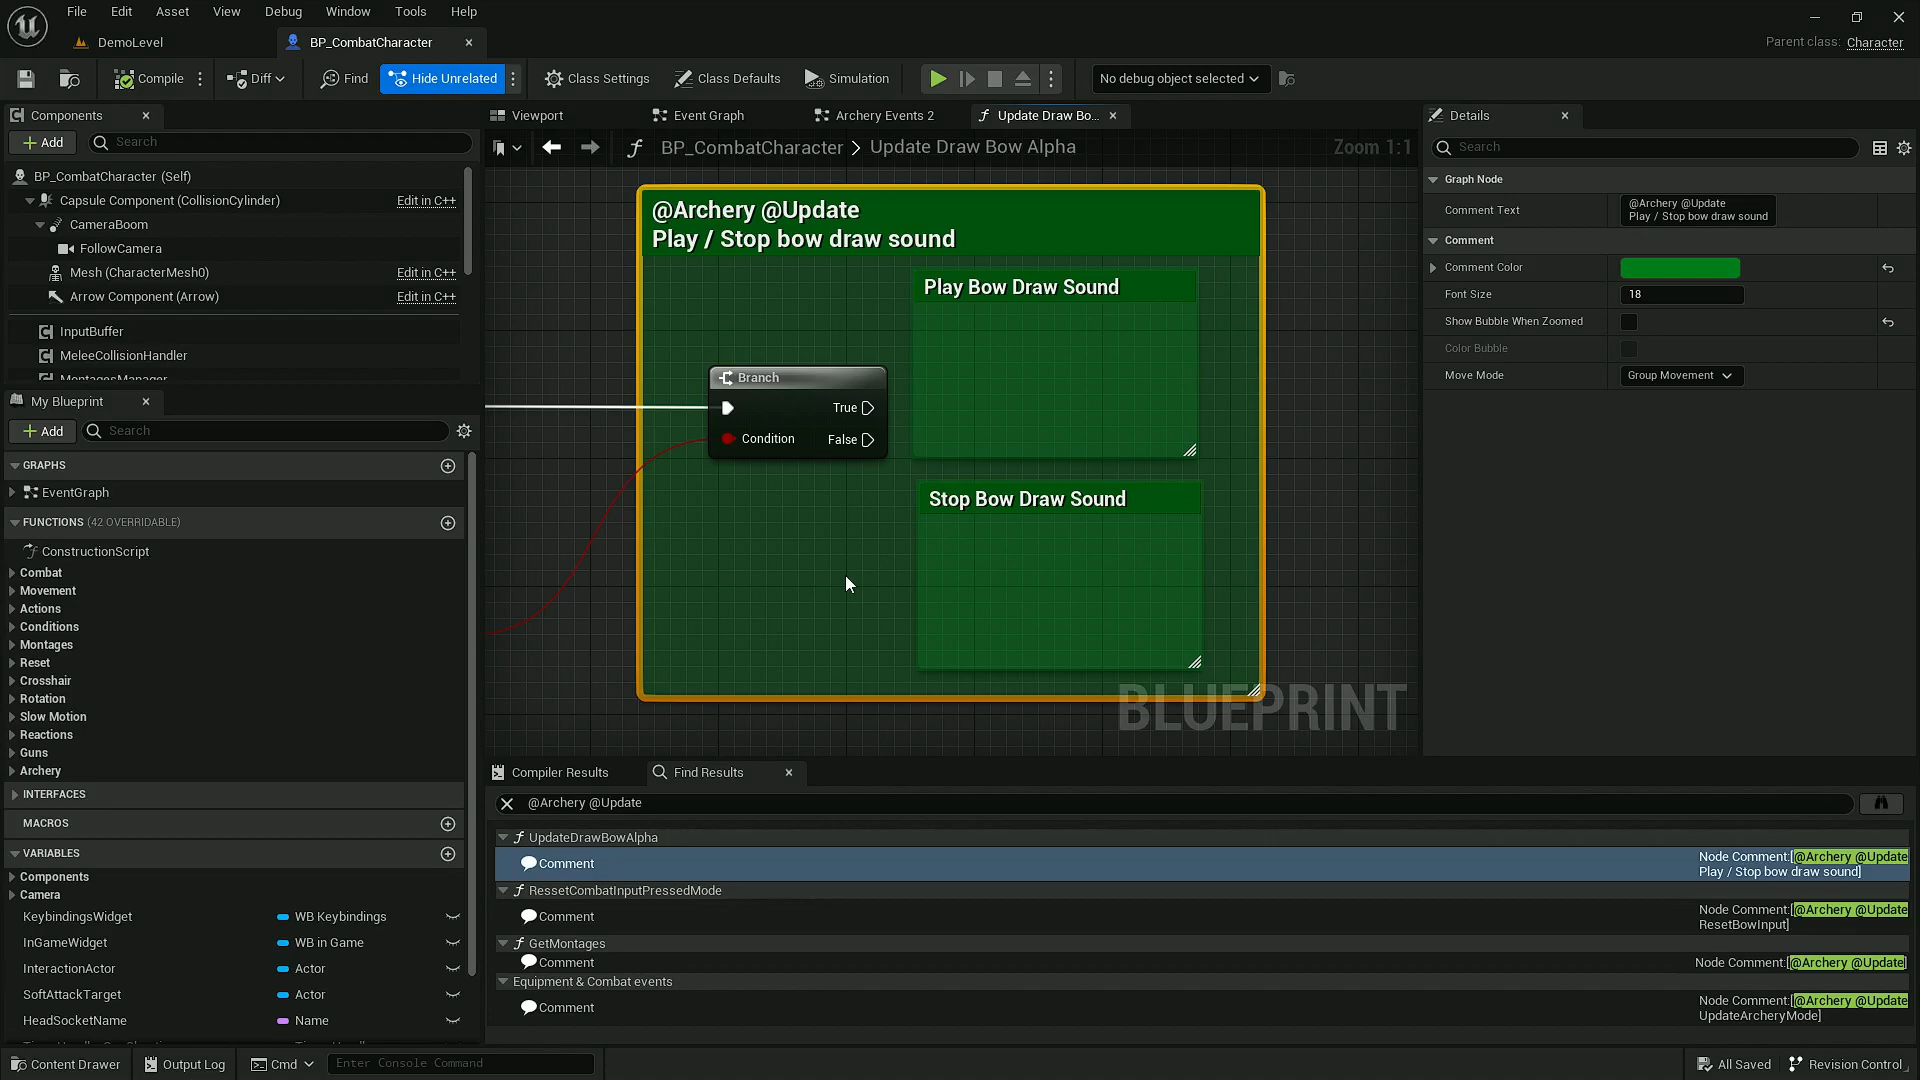 File Edit Asset View Debug Window Tools Help
DemoLevel
BP_CombatCharacter
Parent class: Character
Compile
Diff
Find
Hide Unrelated
Class Settings
Class Defaults
Simulation
No debug object selected
Components
Add
Search
BP_CombatCharacter (Self)
Capsule Component (CollisionCylinder) Edit in C++
CameraBoom
FollowCamera
Mesh (CharacterMesh0) Edit in C++
Arrow Component (Arrow) Edit in C++
InputBuffer
MeleeCollisionHandler
MontagesManager
My Blueprint
Add
Search
GRAPHS
EventGraph
FUNCTIONS (42 OVERRIDABLE)
ConstructionScript
Combat
Movement
Actions
Conditions
Montages
Reset
Crosshair
Rotation
Slow Motion
Reactions
Guns
Archery
INTERFACES
MACROS
VARIABLES
Components
Camera
KeybindingsWidget WB Keybindings
InGameWidget WB in Game
InteractionActor Actor
SoftAttackTarget Actor
HeadSocketName Name
Viewport
Event Graph
Archery Events 2
Update Draw Bo...
BP_CombatCharacter > Update Draw Bow Alpha
Zoom 1:1
@Archery @Update
Play / Stop bow draw sound
Play Bow Draw Sound
Branch
True
Condition False
Stop Bow Draw Sound
BLUEPRINT
Details
Search
Graph Node
Comment Text
@Archery @Update
Play / Stop bow draw sound
Comment
Comment Color
Font Size 18
Show Bubble When Zoomed
Color Bubble
Move Mode Group Movement
Compiler Results
Find Results
@Archery @Update
UpdateDrawBowAlpha
Comment
Node Comment:[@Archery @Update
Play / Stop bow draw sound]
RessetCombatInputPressedMode
Comment
Node Comment:[@Archery @Update
ResetBowInput]
GetMontages
Comment
Node Comment:[@Archery @Update]
Equipment & Combat events
Comment
Node Comment:[@Archery @Update
UpdateArcheryMode]
Content Drawer
Output Log
Cmd
Enter Console Command
All Saved
Revision Control